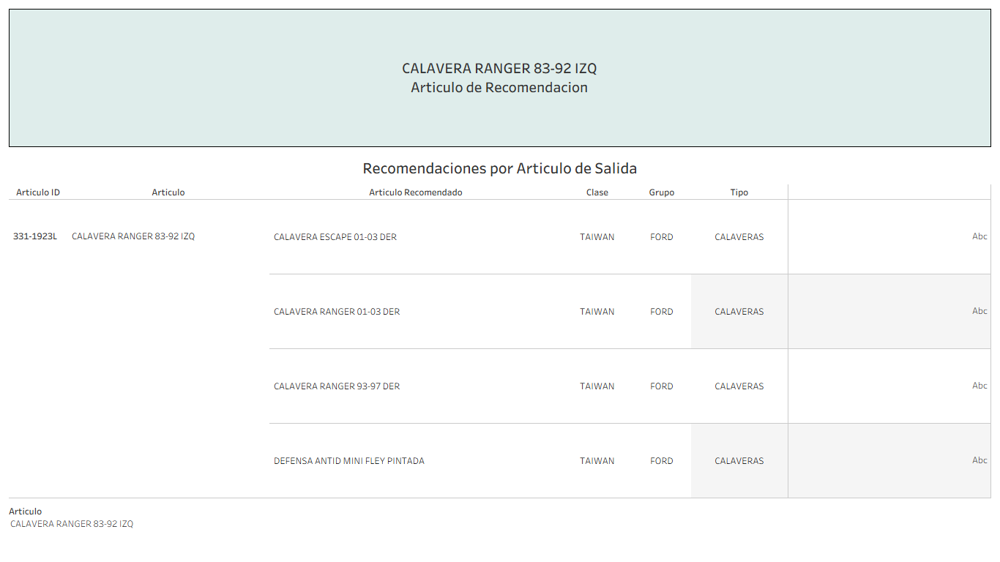 CALAVERA RANGER 83-92 IZQ
Articulo de Recomendacion
Recomendaciones por Articulo de Salida
Articulo ID Articulo Articulo Recomendado Clase Grupo Tipo
331-1923L CALAVERA RANGER 83-92 IZQ CALAVERA ESCAPE 01-03 DER TAIWAN FORD CALAVERAS Abc
CALAVERA RANGER 01-03 DER TAIWAN FORD CALAVERAS Abc
CALAVERA RANGER 93-97 DER TAIWAN FORD CALAVERAS Abc
DEFENSA ANTID MINI FLEY PINTADA TAIWAN FORD CALAVERAS Abc
Articulo
CALAVERA RANGER 83-92 IZQ